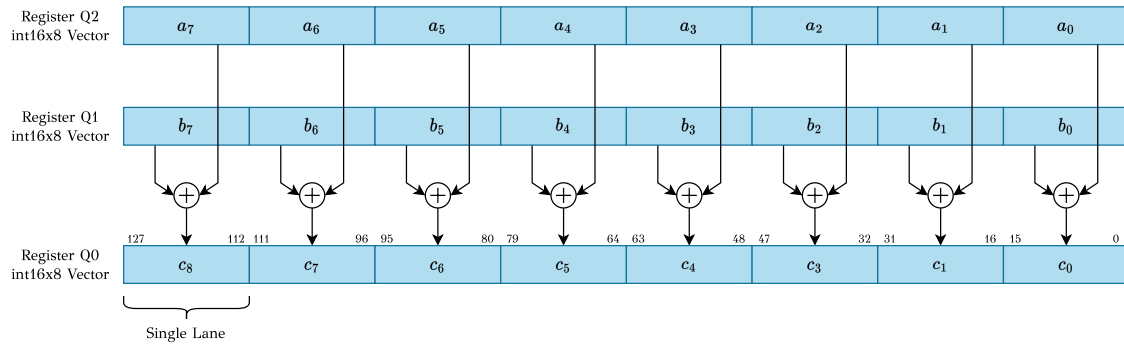 Register Q2
int16x8 Vector
a₇ a₆ a₅ a₄ a₃ a₂ a₁ a₀
Register Q1
int16x8 Vector
b₇ b₆ b₅ b₄ b₃ b₂ b₁ b₀
+ + + + + + + +
127 112 111 96 95 80 79 64 63 48 47 32 31 16 15 0
Register Q0
int16x8 Vector
c₈ c₇ c₆ c₅ c₄ c₃ c₁ c₀
Single Lane